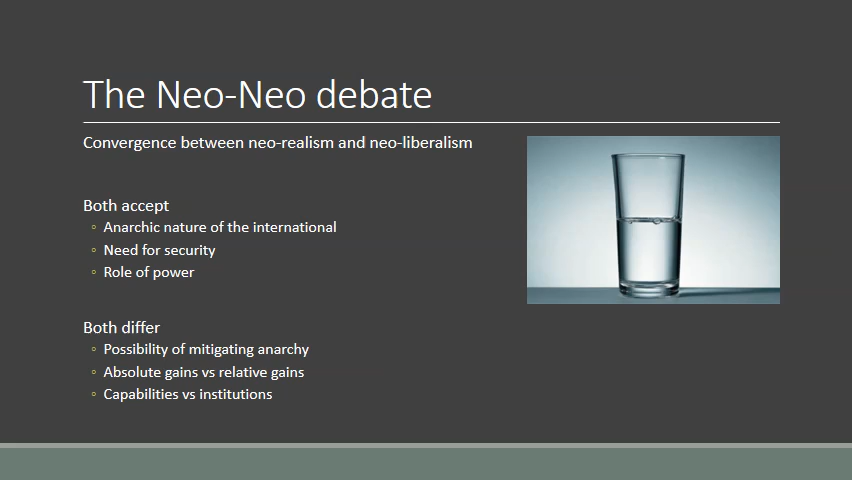 The Neo-Neo debate
Convergence between neo-realism and neo-liberalism
Both accept
◦ Anarchic nature of the international
◦ Need for security
◦ Role of power
Both differ
◦ Possibility of mitigating anarchy
◦ Absolute gains vs relative gains
◦ Capabilities vs institutions